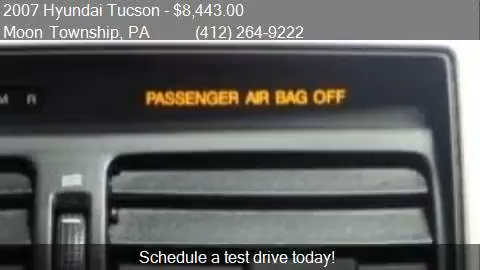 2007 Hyundai Tucson - $8,443.00
Moon Township, PA (412) 264-9222
M R
PASSENGER AIR BAG OFF
Schedule a test drive today!